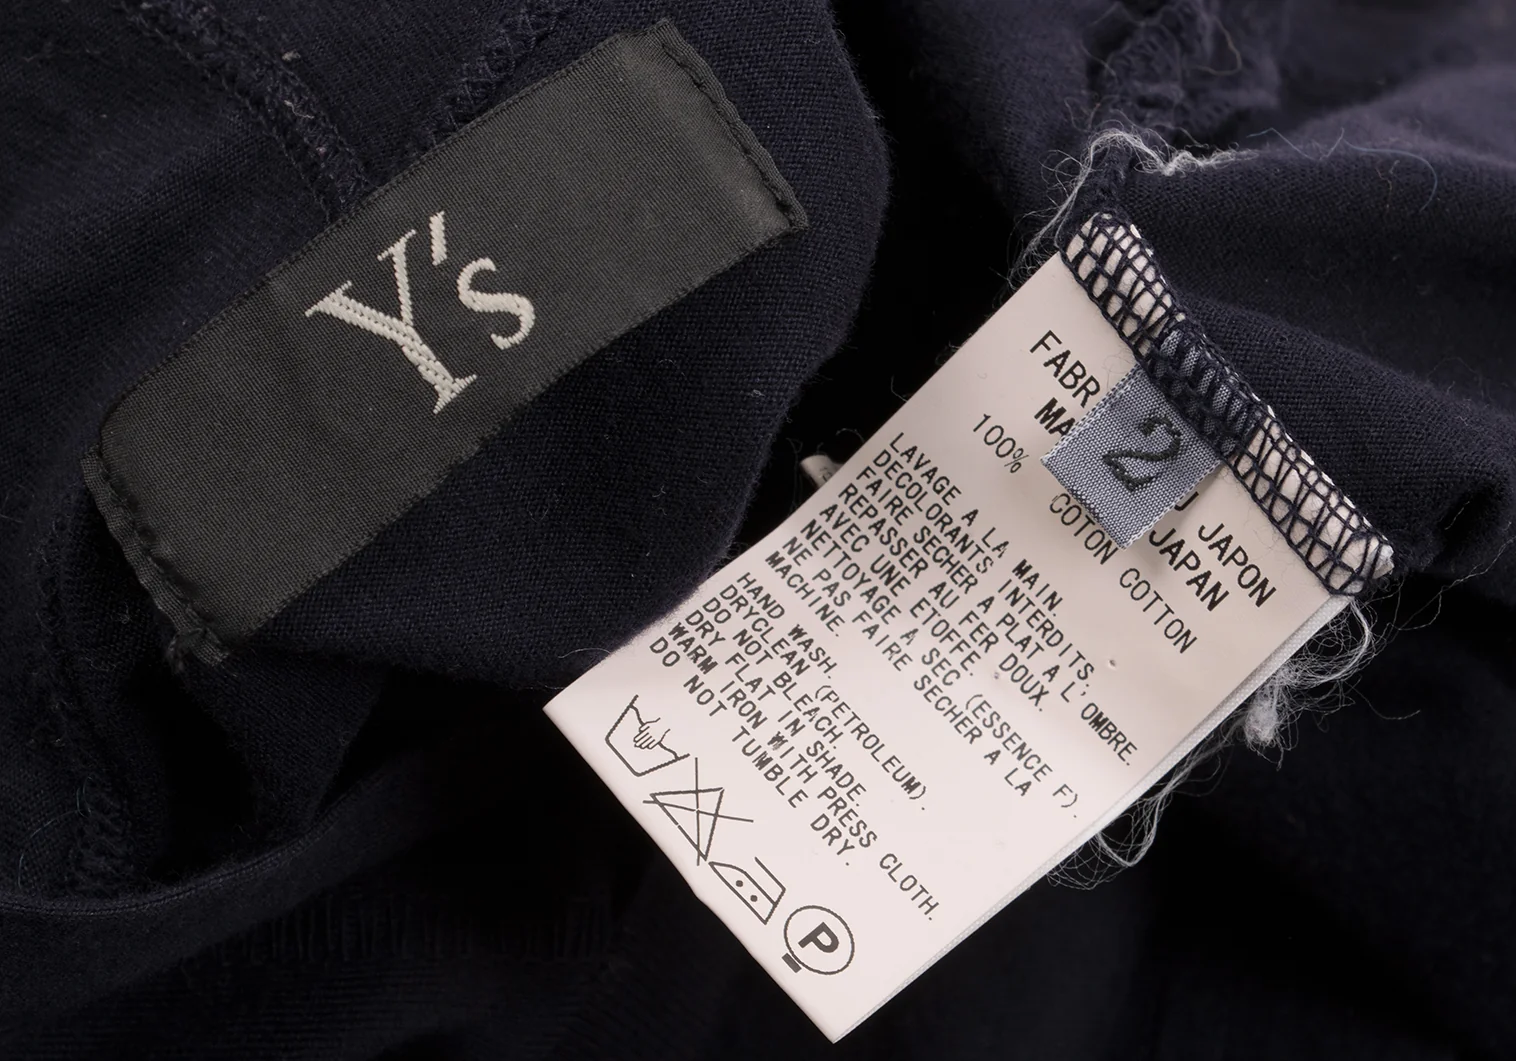 Y's
FABR
2
U JAPON
MA
JAPAN
100% COTON COTTON
LAVAGE A LA MAIN.
DECOLORANTS INTERDITS,
FAIRE SECHER A PLAT A L'OMBRE.
REPASSER AU FER DOUX.
AVEC UNE ETOFFE.
NETTOYAGE A SEC (ESSENCE F).
NE PAS FAIRE SECHER A LA
MACHINE.
HAND WASH.
DRYCLEAN (PETROLEUM).
DO NOT BLEACH.
DRY FLAT IN SHADE.
WARM IRON WITH PRESS CLOTH.
DO NOT TUMBLE DRY.
P